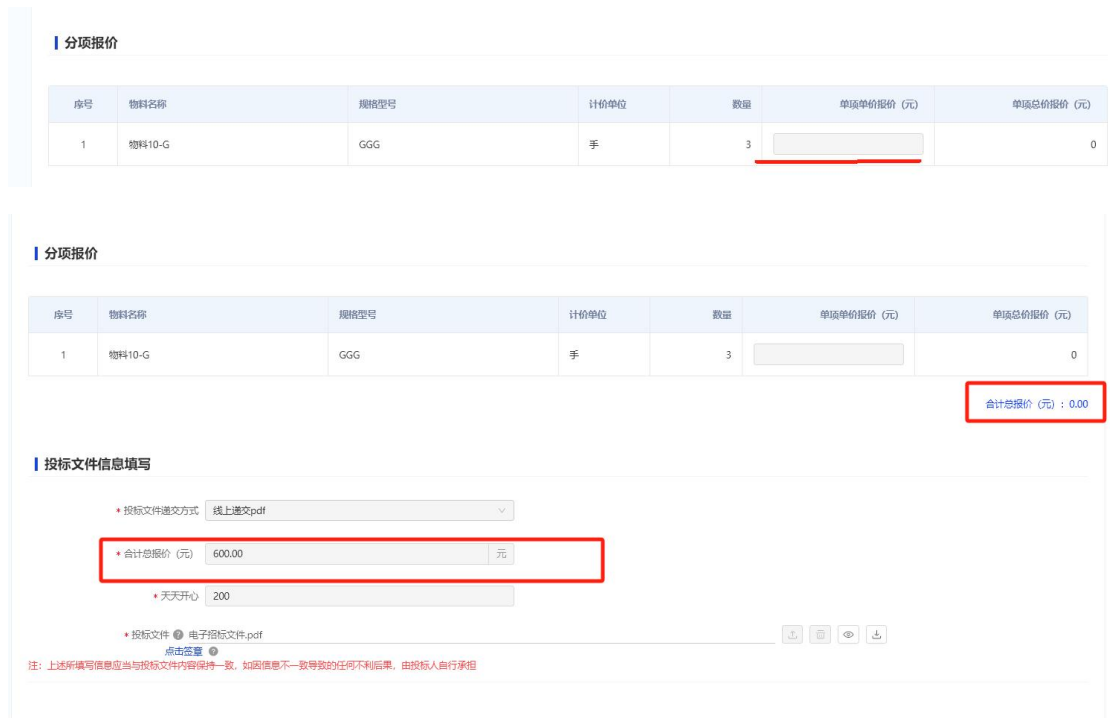 分项报价
序号 物料名称 规格型号 计价单位 数量 单项单价报价（元） 单项总价报价（元）
1 物料10-G GGG 手 3 0
分项报价
序号 物料名称 规格型号 计价单位 数量 单项单价报价（元） 单项总价报价（元）
1 物料10-G GGG 手 3 0
合计总报价（元）：0.00
投标文件信息填写
* 投标文件递交方式 线上递交pdf
* 合计总报价（元） 600.00 元
* 天天开心 200
* 投标文件 ? 电子招标文件.pdf
点击签章 ?
注：上述所填写信息应当与投标文件内容保持一致，如因信息不一致导致的任何不利后果，由投标人自行承担